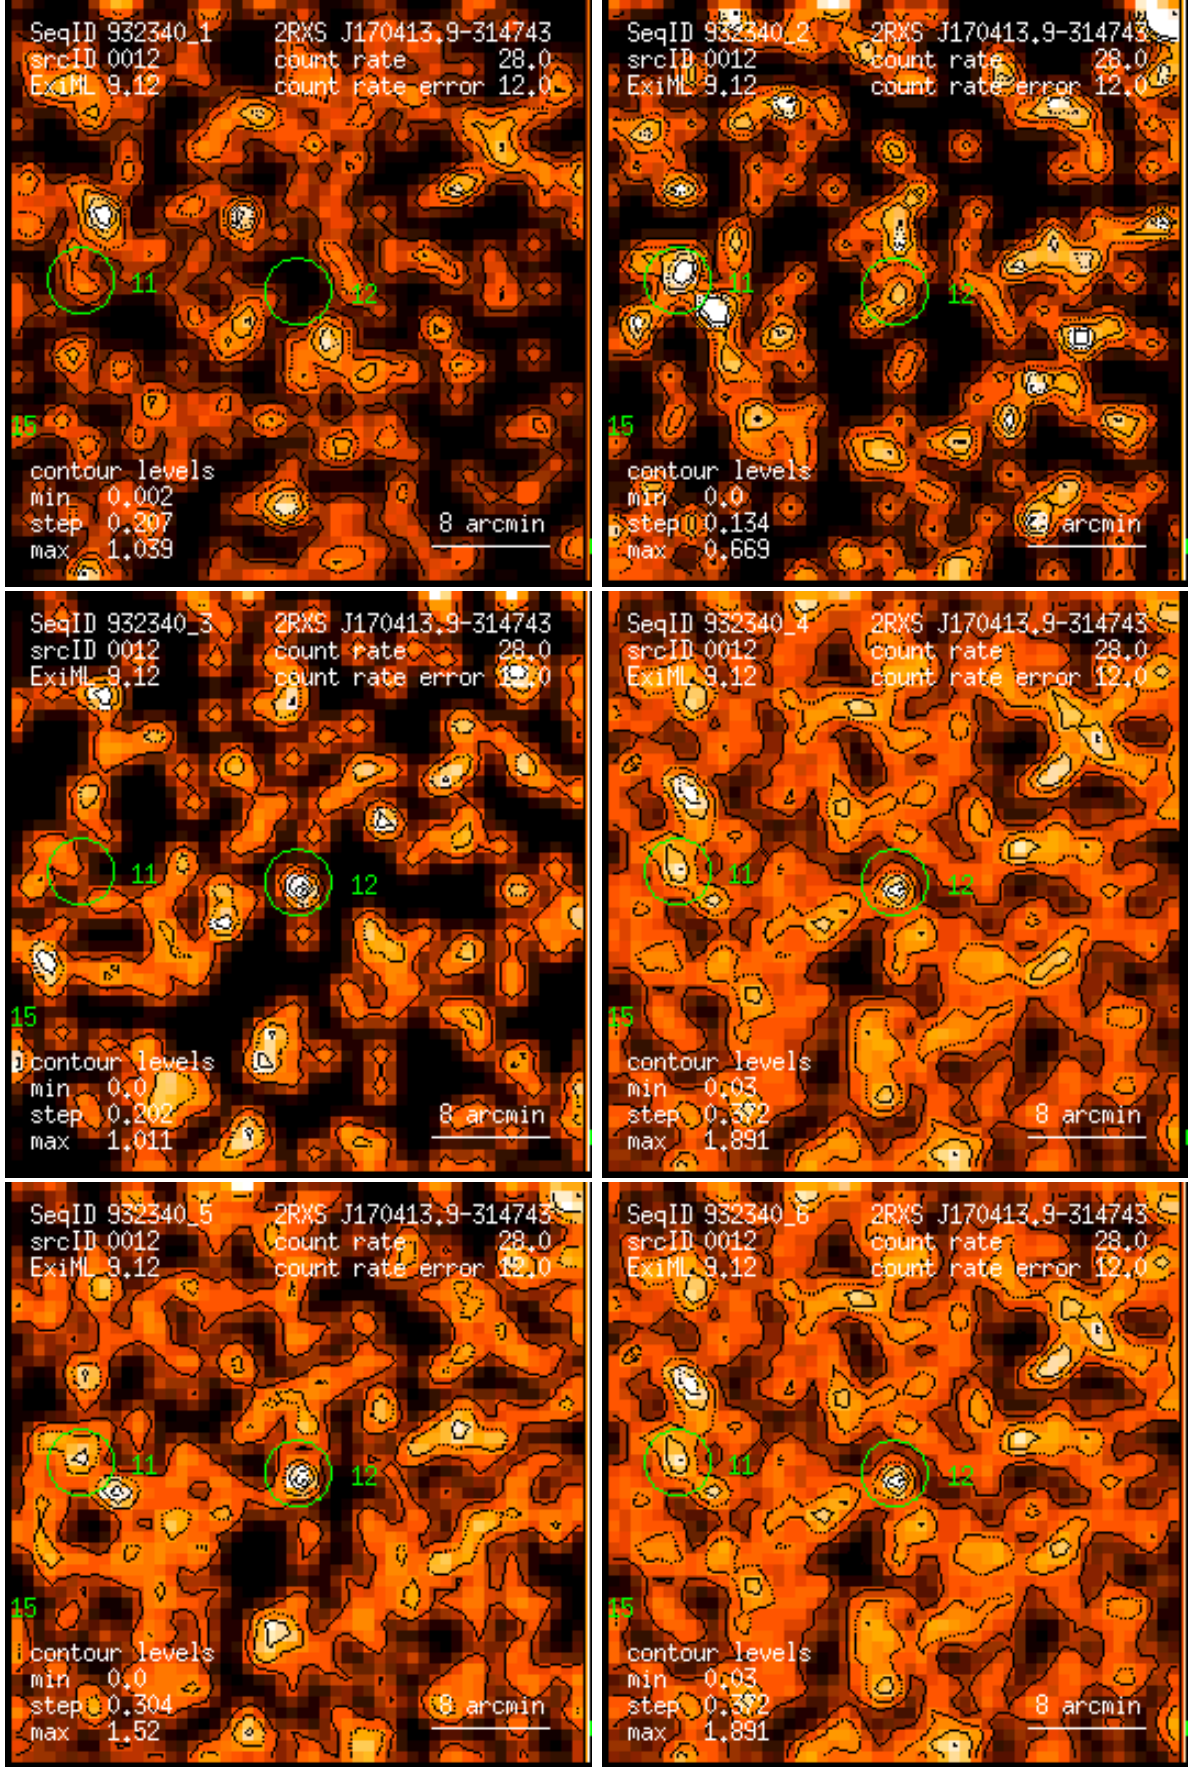 SeqID 932340_1 2RXS J170413.9-314743
srcID 0012 count rate 28.0
ExiML 9.12 count rate error 12.0
11
12
15
contour levels
min 0.002
step 0.207
max 1.039
8 arcmin
SeqID 932340_2 2RXS J170413.9-314743
srcID 0012 count rate 28.0
ExiML 9.12 count rate error 12.0
11
12
15
contour levels
min 0.0
step 0.134
max 0.669
arcmin
SeqID 932340_3 2RXS J170413.9-314743
srcID 0012 count rate 28.0
ExiML 9.12 count rate error 12.0
11
12
15
contour levels
min 0.0
step 0.202
max 1.011
8 arcmin
SeqID 932340_4 2RXS J170413.9-314743
srcID 0012 count rate 28.0
ExiML 9.12 count rate error 12.0
11
12
15
contour levels
min 0.03
step 0.372
max 1.891
8 arcmin
SeqID 932340_5 2RXS J170413.9-314743
srcID 0012 count rate 28.0
ExiML 9.12 count rate error 12.0
11
12
15
contour levels
min 0.0
step 0.304
max 1.52
8 arcmin
SeqID 932340_6 2RXS J170413.9-314743
srcID 0012 count rate 28.0
ExiML 9.12 count rate error 12.0
11
12
15
contour levels
min 0.03
step 0.372
max 1.891
8 arcmin